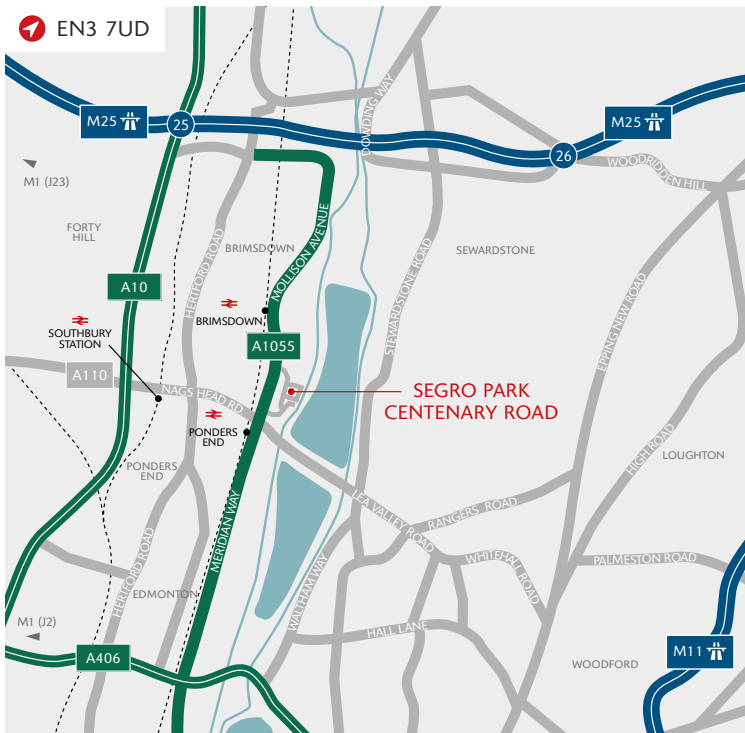 EN3 7UD
M25
25
M25
26
DOWDING WAY
WOODRIDDEN HILL
M1 (J23)
FORTY
HILL
HERTFORD ROAD
BRIMSDOWN
MOLLISON AVENUE
SEWARDSTONE
STEWARDSTONE ROAD
EPPING NEW ROAD
A10
SOUTHBURY
STATION
BRIMSDOWN
A1055
A110
NAGS HEAD RD
SEGRO PARK
CENTENARY ROAD
PONDERS
END
PONDERS
END
HIGH ROAD
LOUGHTON
MERIDIAN WAY
LEA VALLEY ROAD
RANGERS ROAD
WHITEHALL ROAD
PALMESTON ROAD
HERTFORD ROAD
EDMONTON
WALTHAM WAY
HALL LANE
M1 (J2)
A406
WOODFORD
M11